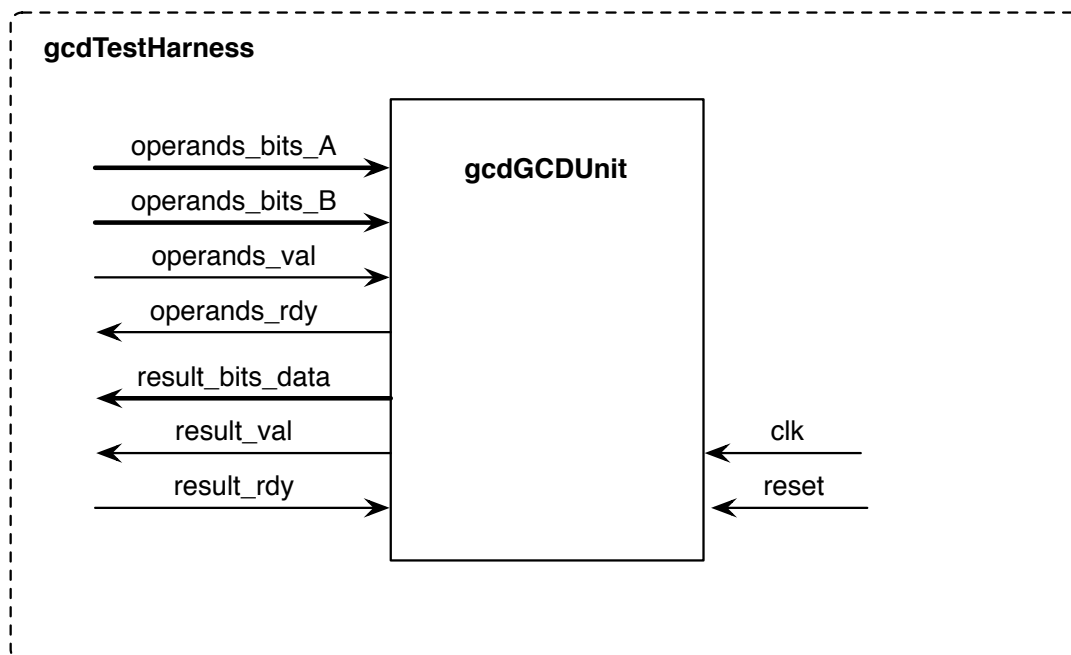 gcdTestHarness
operands_bits_A
gcdGCDUnit
operands_bits_B
operands_val
operands_rdy
result_bits_data
result_val
clk
result_rdy
reset